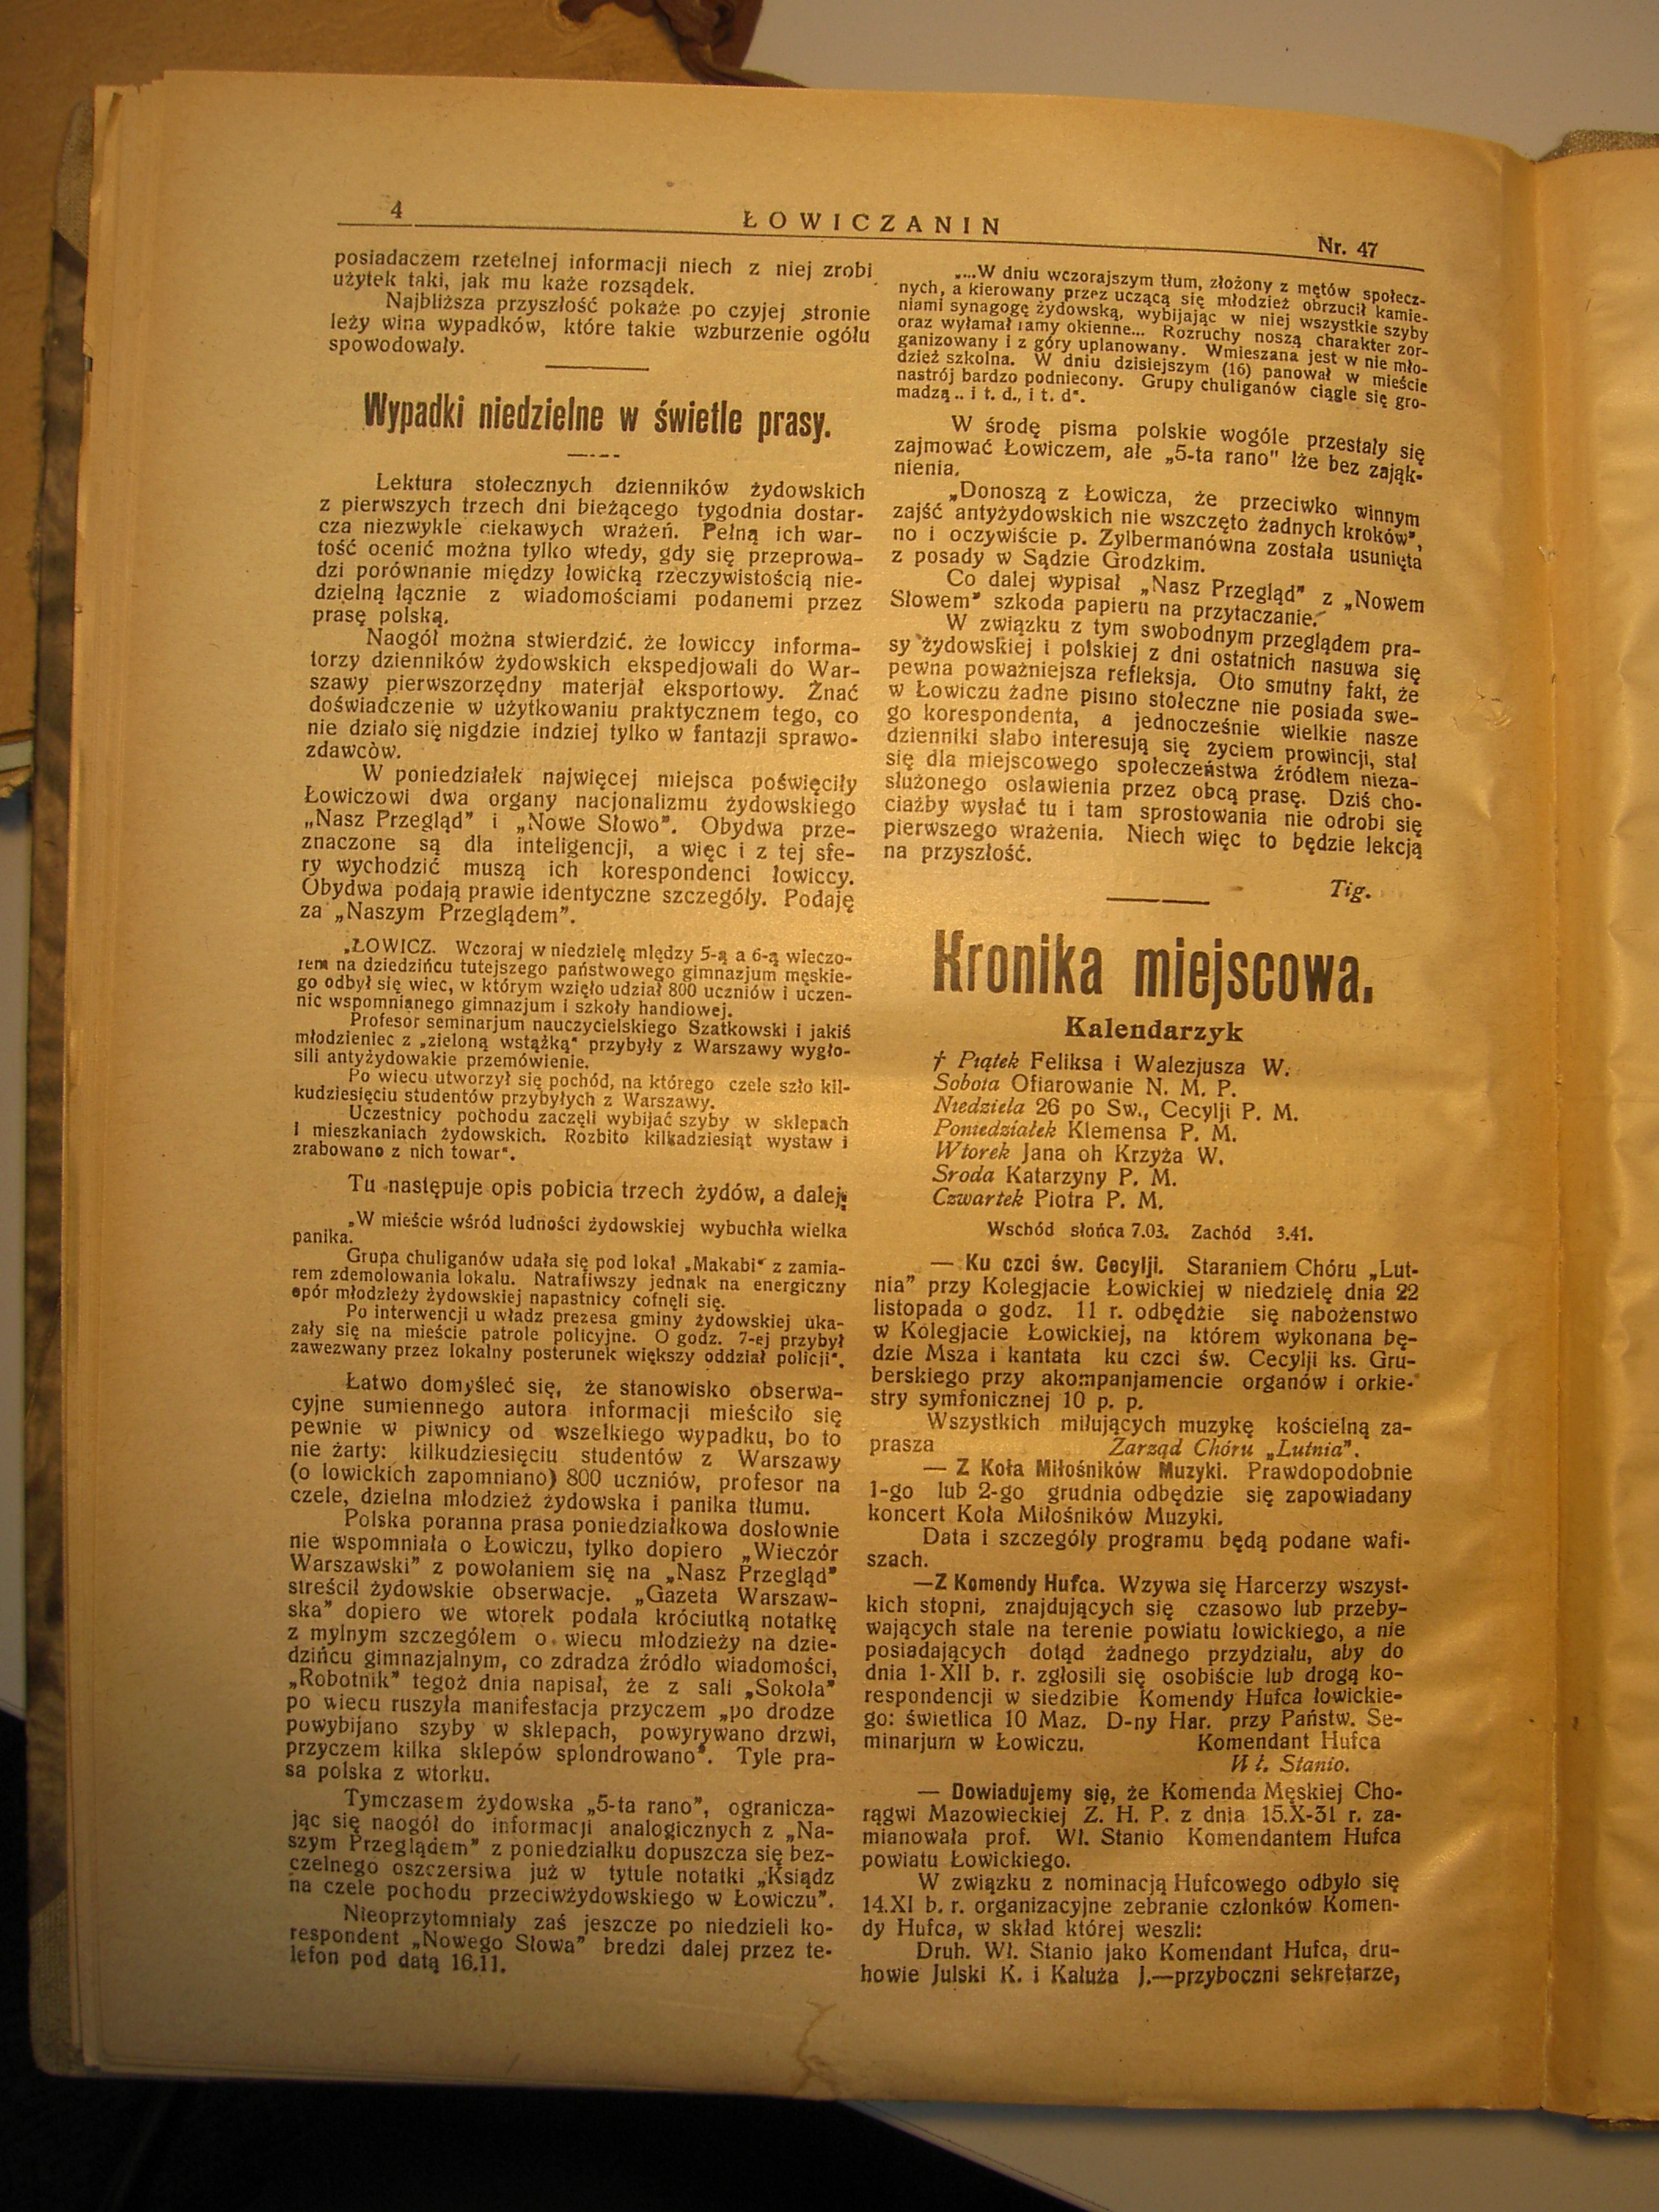 4
ŁOWICZANIN
Nr. 47
posiadaczem rzetelnej informacji niech z niej zrobi
użytek taki, jak mu każe rozsądek.
Najbliższa przyszłość pokaże po czyjej stronie
leży wina wypadków, które takie wzburzenie ogółu
spowodowały.
Wypadki niedzielne w świetle prasy.
Lektura stołecznych dzienników żydowskich
z pierwszych trzech dni bieżącego tygodnia dostar-
cza niezwykle ciekawych wrażeń. Pełną ich war-
tość ocenić można tylko wtedy, gdy się przeprowa-
dzi porównanie między łowicką rzeczywistością nie-
dzielną łącznie z wiadomościami podanemi przez
prasę polską.
Naogół można stwierdzić. że łowiccy informa-
torzy dzienników żydowskich ekspedjowali do War-
szawy pierwszorzędny materjał eksportowy. Znać
doświadczenie w użytkowaniu praktycznem tego, co
nie działo się nigdzie indziej tylko w fantazji sprawo-
zdawców.
W poniedziałek najwięcej miejsca poświęciły
Łowiczowi dwa organy nacjonalizmu żydowskiego
„Nasz Przegląd” i „Nowe Słowo”. Obydwa prze-
znaczone są dla inteligencji, a więc i z tej sfe-
ry wychodzić muszą ich korespondenci łowiccy.
Obydwa podają prawie identyczne szczegóły. Podaję
za „Naszym Przeglądem”.
„ŁOWICZ. Wczoraj w niedzielę między 5-ą a 6-ą wieczo-
rem na dziedzińcu tutejszego państwowego gimnazjum męskie-
go odbył się wiec, w którym wzięło udział 800 uczniów i uczen-
nic wspomnianego gimnazjum i szkoły handlowej.
Profesor seminarjum nauczycielskiego Szatkowski i jakiś
młodzieniec z „zieloną wstążką” przybyły z Warszawy wygło-
sili antyżydowakie przemówienie.
Po wiecu utworzył się pochód, na którego czele szło kil-
kudziesięciu studentów przybyłych z Warszawy.
Uczestnicy pochodu zaczęli wybijać szyby w sklepach
i mieszkaniach żydowskich. Rozbito kilkadziesiąt wystaw i
zrabowano z nich towar”.
Tu następuje opis pobicia trzech żydów, a dalej:
„W mieście wśród ludności żydowskiej wybuchła wielka
panika.
Grupa chuliganów udała się pod lokal „Makabi” z zamia-
rem zdemolowania lokalu. Natrafiwszy jednak na energiczny
opór młodzieży żydowskiej napastnicy cofnęli się.
Po interwencji u władz prezesa gminy żydowskiej uka-
zały się na mieście patrole policyjne. O godz. 7-ej przybył
zawezwany przez lokalny posterunek większy oddział policji”.
Łatwo domyśleć się, że stanowisko obserwa-
cyjne sumiennego autora informacji mieściło się
pewnie w piwnicy od wszelkiego wypadku, bo to
nie żarty: kilkudziesięciu studentów z Warszawy
(o łowickich zapomniano) 800 uczniów, profesor na
czele, dzielna młodzież żydowska i panika tłumu.
Polska poranna prasa poniedziałkowa dosłownie
nie wspomniała o Łowiczu, tylko dopiero „Wieczór
Warszawski” z powołaniem się na „Nasz Przegląd”
streścił żydowskie obserwacje. „Gazeta Warszaw-
ska” dopiero we wtorek podała króciutką notatkę
z mylnym szczegółem o wiecu młodzieży na dzie-
dzińcu gimnazjalnym, co zdradza źródło wiadomości,
„Robotnik” tegoż dnia napisał, że z sali „Sokoła”
po wiecu ruszyła manifestacja przyczem „po drodze
powybijano szyby w sklepach, powyrywano drzwi,
przyczem kilka sklepów splondrowano”. Tyle pra-
sa polska z wtorku.
Tymczasem żydowska „5-ta rano”, ogranicza-
jąc się naogół do informacji analogicznych z „Na-
szym Przeglądem” z poniedziałku dopuszcza się bez-
czelnego oszczerstwa już w tytule notatki „Ksiądz
na czele pochodu przeciwżydowskiego w Łowiczu”.
Nieoprzytomniały zaś jeszcze po niedzieli ko-
respondent „Nowego Słowa” bredzi dalej przez te-
lefon pod datą 16.11.
„...W dniu wczorajszym tłum, złożony z mętów społecz-
nych, a kierowany przez uczącą się młodzież obrzucił kamie-
niami synagogę żydowską, wybijając w niej wszystkie szyby
oraz wyłamał ramy okienne... Rozruchy noszą charakter zor-
ganizowany i z góry uplanowany. Wmieszana jest w nie mło-
dzież szkolna. W dniu dzisiejszym (16) panował w mieście
nastrój bardzo podniecony. Grupy chuliganów ciągle się gro-
madzą.. i t. d., i t. d”.
W środę pisma polskie wogóle przestały się
zajmować Łowiczem, ale „5-ta rano” łże bez zająk-
nienia.
„Donoszą z Łowicza, że przeciwko winnym
zajść antyżydowskich nie wszczęto żadnych kroków”,
no i oczywiście p. Zylbermanówna została usunięta
z posady w Sądzie Grodzkim.
Co dalej wypisał „Nasz Przegląd” z „Nowem
Słowem” szkoda papieru na przytaczanie.
W związku z tym swobodnym przeglądem pra-
sy żydowskiej i polskiej z dni ostatnich nasuwa się
pewna poważniejsza refleksja. Oto smutny fakt, że
w Łowiczu żadne pismo stołeczne nie posiada swe-
go korespondenta, a jednocześnie wielkie nasze
dzienniki słabo interesują się życiem prowincji, stał
się dla miejscowego społeczeństwa źródłem nieza-
służonego osławienia przez obcą prasę. Dziś cho-
ciażby wysłać tu i tam sprostowania nie odrobi się
pierwszego wrażenia. Niech więc to będzie lekcją
na przyszłość.
Tig.
Kronika miejscowa.
Kalendarzyk
† Piątek Feliksa i Walezjusza W.
Sobota Ofiarowanie N. M. P.
Niedziela 26 po Sw., Cecylji P. M.
Poniedziałek Klemensa P. M.
Wtorek Jana oh Krzyża W.
Sroda Katarzyny P. M.
Czwartek Piotra P. M.
Wschód słońca 7.03. Zachód 3.41.
— Ku czci św. Cecylji. Staraniem Chóru „Lut-
nia” przy Kolegjacie Łowickiej w niedzielę dnia 22
listopada o godz. 11 r. odbędzie się nabożenstwo
w Kolegjacie Łowickiej, na którem wykonana bę-
dzie Msza i kantata ku czci św. Cecylji ks. Gru-
berskiego przy akompanjamencie organów i orkie-
stry symfonicznej 10 p. p.
Wszystkich miłujących muzykę kościelną za-
prasza Zarząd Chóru „Lutnia”.
— Z Koła Miłośników Muzyki. Prawdopodobnie
1-go lub 2-go grudnia odbędzie się zapowiadany
koncert Koła Miłośników Muzyki.
Data i szczegóły programu będą podane wafi-
szach.
—Z Komendy Hufca. Wzywa się Harcerzy wszyst-
kich stopni, znajdujących się czasowo lub przeby-
wających stale na terenie powiatu łowickiego, a nie
posiadających dotąd żadnego przydziału, aby do
dnia 1-XII b. r. zgłosili się osobiście lub drogą ko-
respondencji w siedzibie Komendy Hufca łowickie-
go: świetlica 10 Maz. D-ny Har. przy Państw. Se-
minarjum w Łowiczu. Komendant Hufca
Wł. Stanio.
— Dowiadujemy się, że Komenda Męskiej Cho-
rągwi Mazowieckiej Z. H. P. z dnia 15.X-31 r. za-
mianowała prof. Wł. Stanio Komendantem Hufca
powiatu Łowickiego.
W związku z nominacją Hufcowego odbyło się
14.XI b. r. organizacyjne zebranie członków Komen-
dy Hufca, w skład której weszli:
Druh. Wł. Stanio jako Komendant Hufca, dru-
howie Julski K. i Kałuża J.—przyboczni sekretarze,